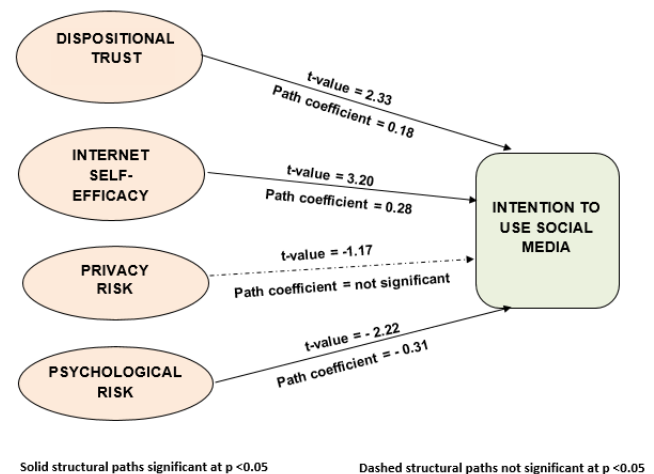 DISPOSITIONAL
TRUST
t-value = 2.33
Path coefficient = 0.18
INTERNET
SELF-
EFFICACY
t-value = 3.20
Path coefficient = 0.28
INTENTION TO
USE SOCIAL
MEDIA
PRIVACY
RISK
t-value = -1.17
Path coefficient = not significant
PSYCHOLOGICAL
RISK
t-value = - 2.22
Path coefficient = - 0.31
Solid structural paths significant at p <0.05
Dashed structural paths not significant at p <0.05